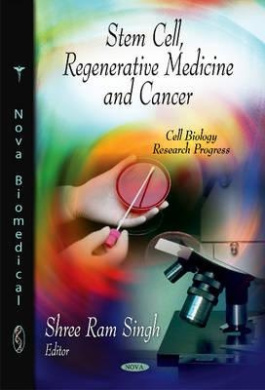 Stem Cell,
Regenerative Medicine
and Cancer
Cell Biology
Research Progress
Nova Biomedical
Shree Ram Singh
Editor
NOVA